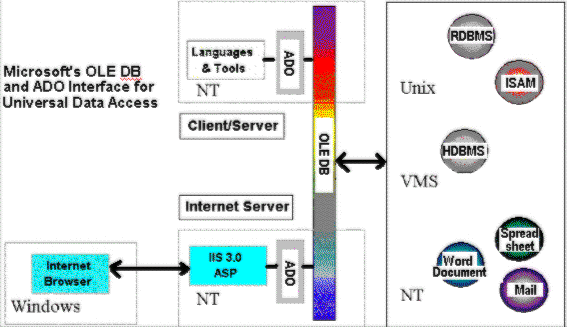 Microsoft's OLE DB
and ADO Interface for
Universal Data Access
Languages
& Tools
ADO
NT
Client/Server
OLE DB
Internet Server
Internet
Browser
Windows
IIS 3.0
ASP
ADO
NT
RDBMS
Unix
ISAM
HDBMS
VMS
Spread
sheet
Word
Document
NT
Mail